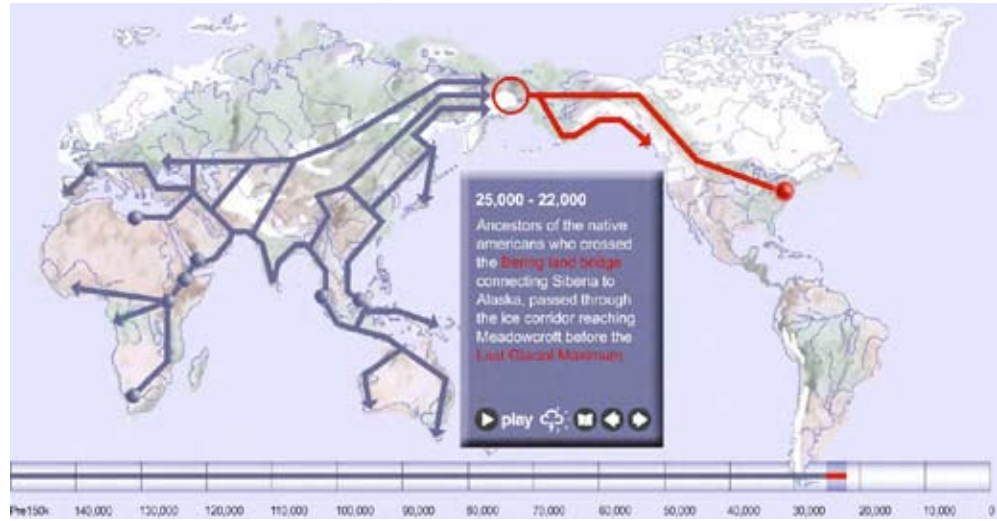 25,000 - 22,000
Ancestors of the native
americans who crossed
the Bering land bridge
connecting Siberia to
Alaska, passed through
the ice corridor reaching
Meadowcroft before the
Last Glacial Maximum
play
Pre150k 140,000 130,000 120,000 110,000 100,000 90,000 80,000 70,000 60,000 50,000 40,000 30,000 20,000 10,000 0